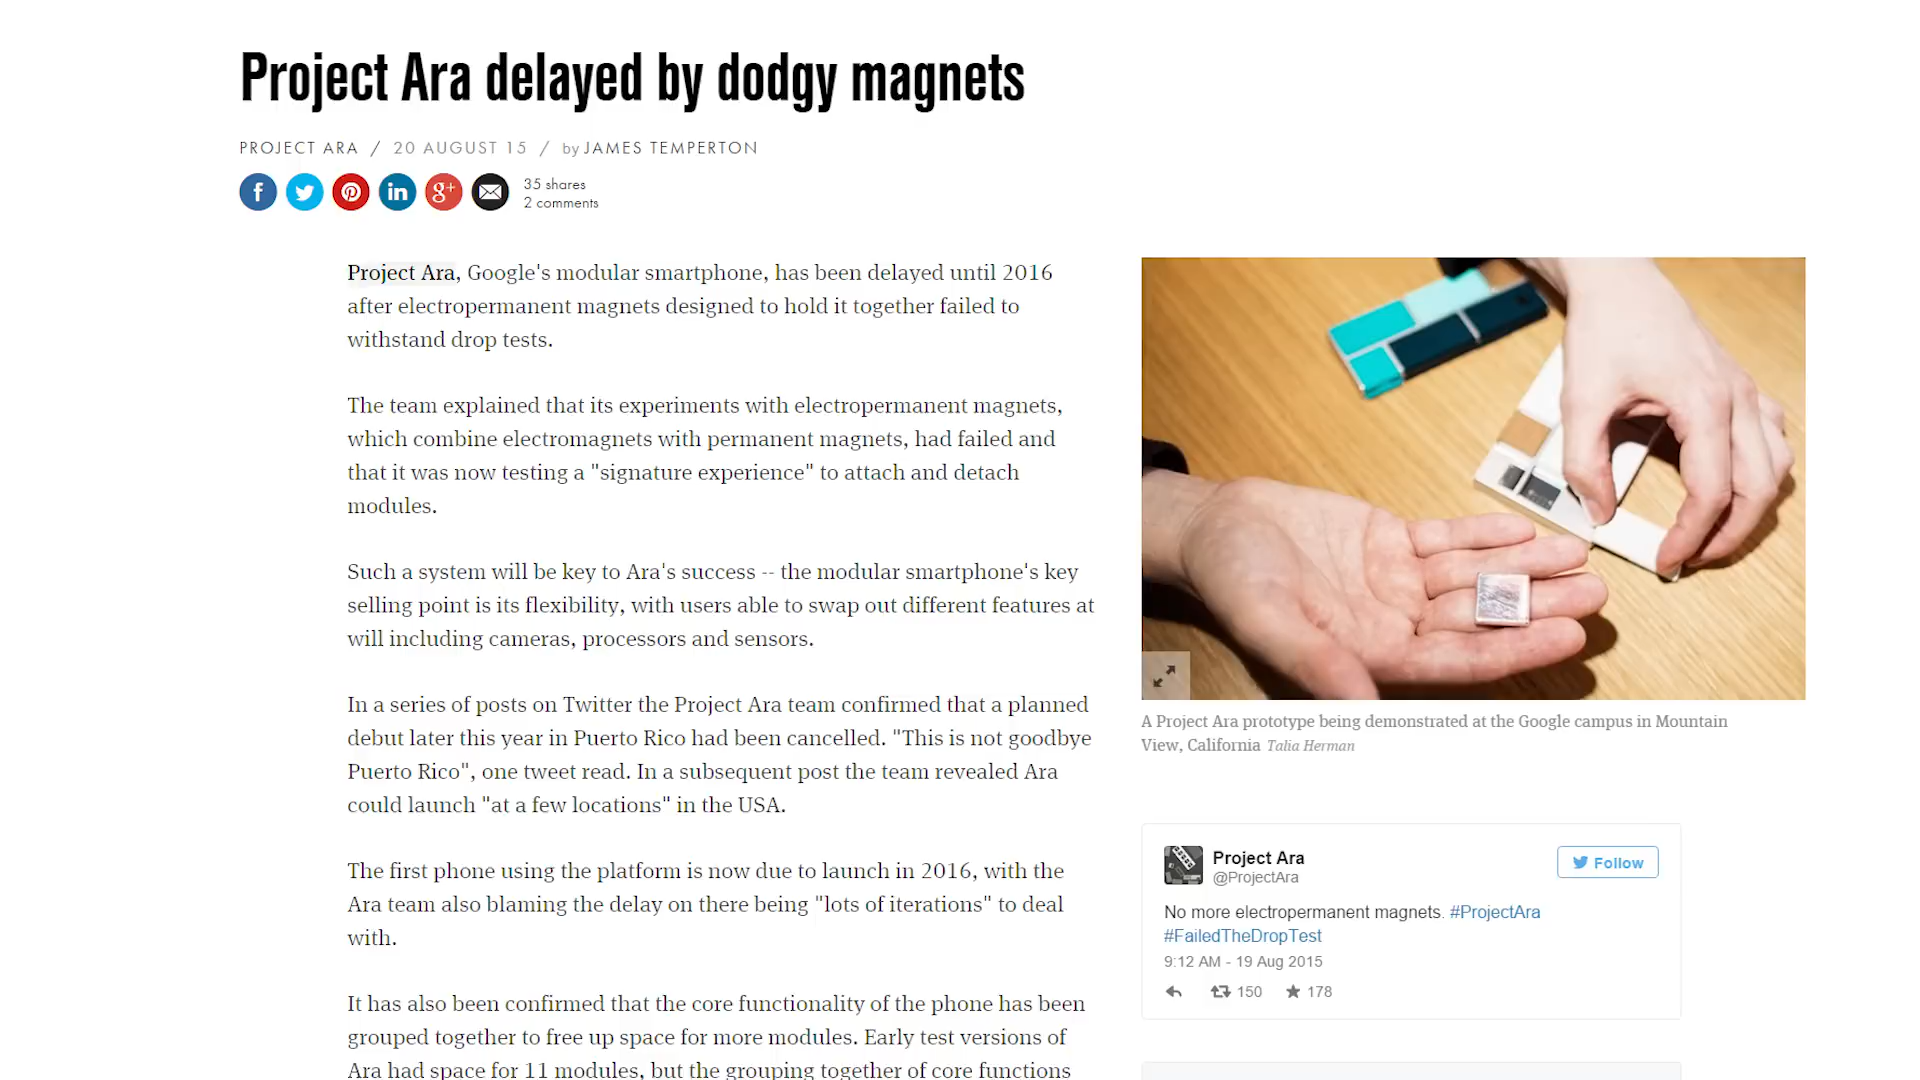 Project Ara delayed by dodgy magnets
PROJECT ARA / 20 AUGUST 15 / by JAMES TEMPERTON
35 shares
2 comments
Project Ara, Google's modular smartphone, has been delayed until 2016
after electropermanent magnets designed to hold it together failed to
withstand drop tests.
The team explained that its experiments with electropermanent magnets,
which combine electromagnets with permanent magnets, had failed and
that it was now testing a "signature experience" to attach and detach
modules.
Such a system will be key to Ara's success -- the modular smartphone's key
selling point is its flexibility, with users able to swap out different features at
will including cameras, processors and sensors.
In a series of posts on Twitter the Project Ara team confirmed that a planned
debut later this year in Puerto Rico had been cancelled. "This is not goodbye
Puerto Rico", one tweet read. In a subsequent post the team revealed Ara
could launch "at a few locations" in the USA.
The first phone using the platform is now due to launch in 2016, with the
Ara team also blaming the delay on there being "lots of iterations" to deal
with.
It has also been confirmed that the core functionality of the phone has been
grouped together to free up space for more modules. Early test versions of
Ara had space for 11 modules, but the grouping together of core functions
A Project Ara prototype being demonstrated at the Google campus in Mountain
View, California Talia Herman
Project Ara
@ProjectAra
Follow
No more electropermanent magnets. #ProjectAra
#FailedTheDropTest
9:12 AM - 19 Aug 2015
150 178